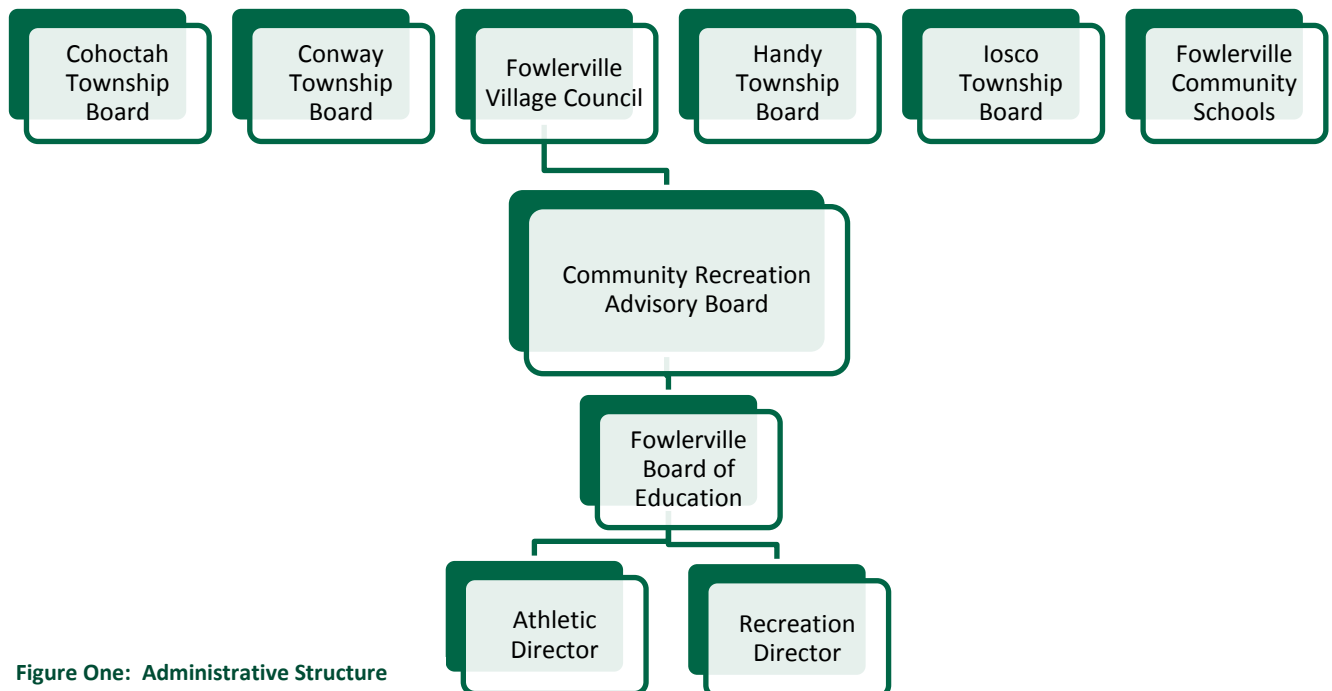 Cohoctah
Township
Board
Conway
Township
Board
Fowlerville
Village Council
Handy
Township
Board
Iosco
Township
Board
Fowlerville
Community
Schools
Community Recreation
Advisory Board
Fowlerville
Board of
Education
Athletic
Director
Recreation
Director
Figure One:  Administrative Structure